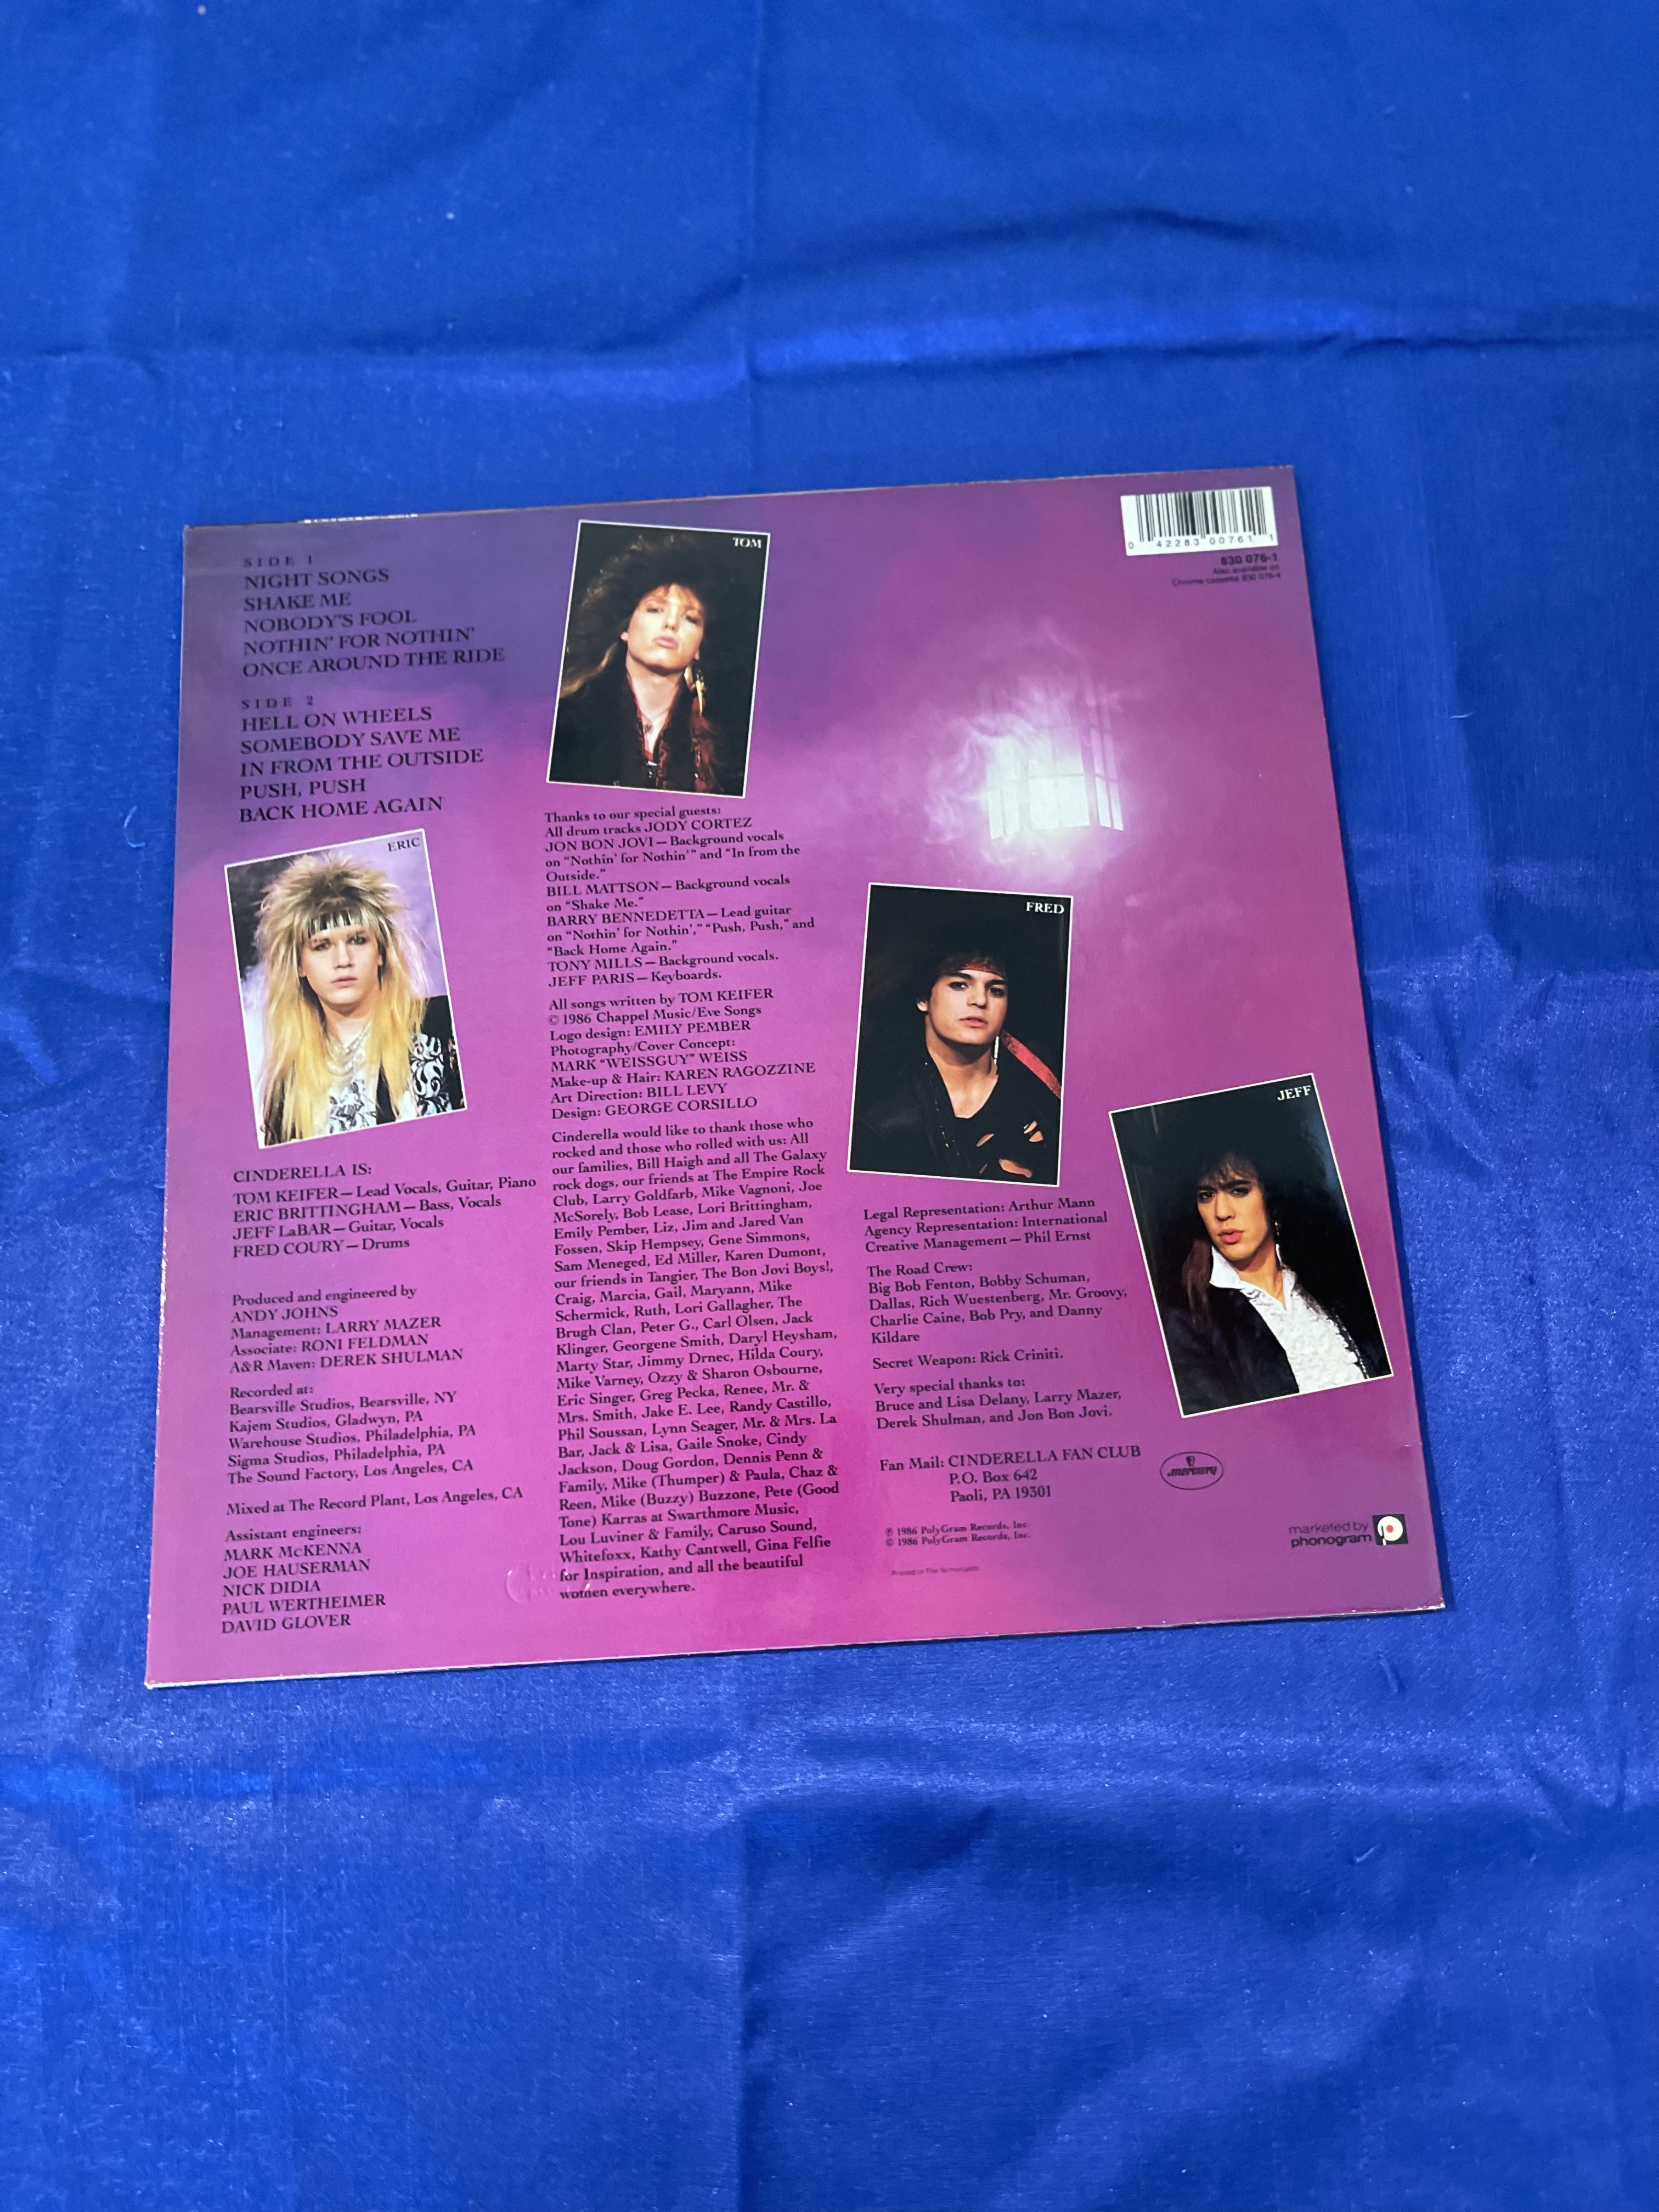 SIDE 1
NIGHT SONGS
SHAKE ME
NOBODY'S FOOL
NOTHIN' FOR NOTHIN'
ONCE AROUND THE RIDE
SIDE 2
HELL ON WHEELS
SOMEBODY SAVE ME
IN FROM THE OUTSIDE
PUSH, PUSH
BACK HOME AGAIN
ERIC
CINDERELLA IS:
TOM KEIFER—Lead Vocals, Guitar, Piano
ERIC BRITTINGHAM—Bass, Vocals
JEFF LaBAR—Guitar, Vocals
FRED COURY—Drums
Produced and engineered by
ANDY JOHNS
Management: LARRY MAZER
Associate: RONI FELDMAN
A&R Maven: DEREK SHULMAN
Recorded at:
Bearsville Studios, Bearsville, NY
Kajem Studios, Gladwyn, PA
Warehouse Studios, Philadelphia, PA
Sigma Studios, Philadelphia, PA
The Sound Factory, Los Angeles, CA
Mixed at The Record Plant, Los Angeles, CA
Assistant engineers:
MARK McKENNA
JOE HAUSERMAN
NICK DIDIA
PAUL WERTHEIMER
DAVID GLOVER
TOM
Thanks to our special guests:
All drum tracks JODY CORTEZ
JON BON JOVI—Background vocals
on "Nothin' for Nothin'" and "In from the
Outside."
BILL MATTSON—Background vocals
on "Shake Me."
BARRY BENNEDETTA—Lead guitar
on "Nothin' for Nothin'," "Push, Push," and
"Back Home Again."
TONY MILLS—Background vocals.
JEFF PARIS—Keyboards.
All songs written by TOM KEIFER
© 1986 Chappel Music/Eve Songs
Logo design: EMILY PEMBER
Photography/Cover Concept:
MARK "WEISSGUY" WEISS
Make-up & Hair: KAREN RAGOZZINE
Art Direction: BILL LEVY
Design: GEORGE CORSILLO
Cinderella would like to thank those who
rocked and those who rolled with us: All
our families, Bill Haigh and all The Galaxy
rock dogs, our friends at The Empire Rock
Club, Larry Goldfarb, Mike Vagnoni, Joe
McSorely, Bob Lease, Lori Brittingham,
Emily Pember, Liz, Jim and Jared Van
Fossen, Skip Hempsey, Gene Simmons,
Sam Meneged, Ed Miller, Karen Dumont,
our friends in Tangier, The Bon Jovi Boys!,
Craig, Marcia, Gail, Maryann, Mike
Schermick, Ruth, Lori Gallagher, The
Brugh Clan, Peter G., Carl Olsen, Jack
Klinger, Georgene Smith, Daryl Heysham,
Marty Star, Jimmy Drnec, Hilda Coury,
Mike Varney, Ozzy & Sharon Osbourne,
Eric Singer, Greg Pecka, Renee, Mr. &
Mrs. Smith, Jake E. Lee, Randy Castillo,
Phil Soussan, Lynn Seager, Mr. & Mrs. La
Bar, Jack & Lisa, Gaile Snoke, Cindy
Jackson, Doug Gordon, Dennis Penn &
Family, Mike (Thumper) & Paula, Chaz &
Reen, Mike (Buzzy) Buzzone, Pete (Good
Tone) Karras at Swarthmore Music,
Lou Luviner & Family, Caruso Sound,
Whitefoxx, Kathy Cantwell, Gina Felfie
for Inspiration, and all the beautiful
women everywhere.
0 42283 00761 1
830 076-1
Also available on
Chrome cassette 830 076-4
FRED
JEFF
Legal Representation: Arthur Mann
Agency Representation: International
Creative Management—Phil Ernst
The Road Crew:
Big Bob Fenton, Bobby Schuman,
Dallas, Rich Wuestenberg, Mr. Groovy,
Charlie Caine, Bob Pry, and Danny
Kildare
Secret Weapon: Rick Criniti.
Very special thanks to:
Bruce and Lisa Delany, Larry Mazer,
Derek Shulman, and Jon Bon Jovi.
Fan Mail: CINDERELLA FAN CLUB
P.O. Box 642
Paoli, PA 19301
mercury
℗ 1986 PolyGram Records, Inc.
© 1986 PolyGram Records, Inc.
Printed in The Netherlands
marketed by
phonogram